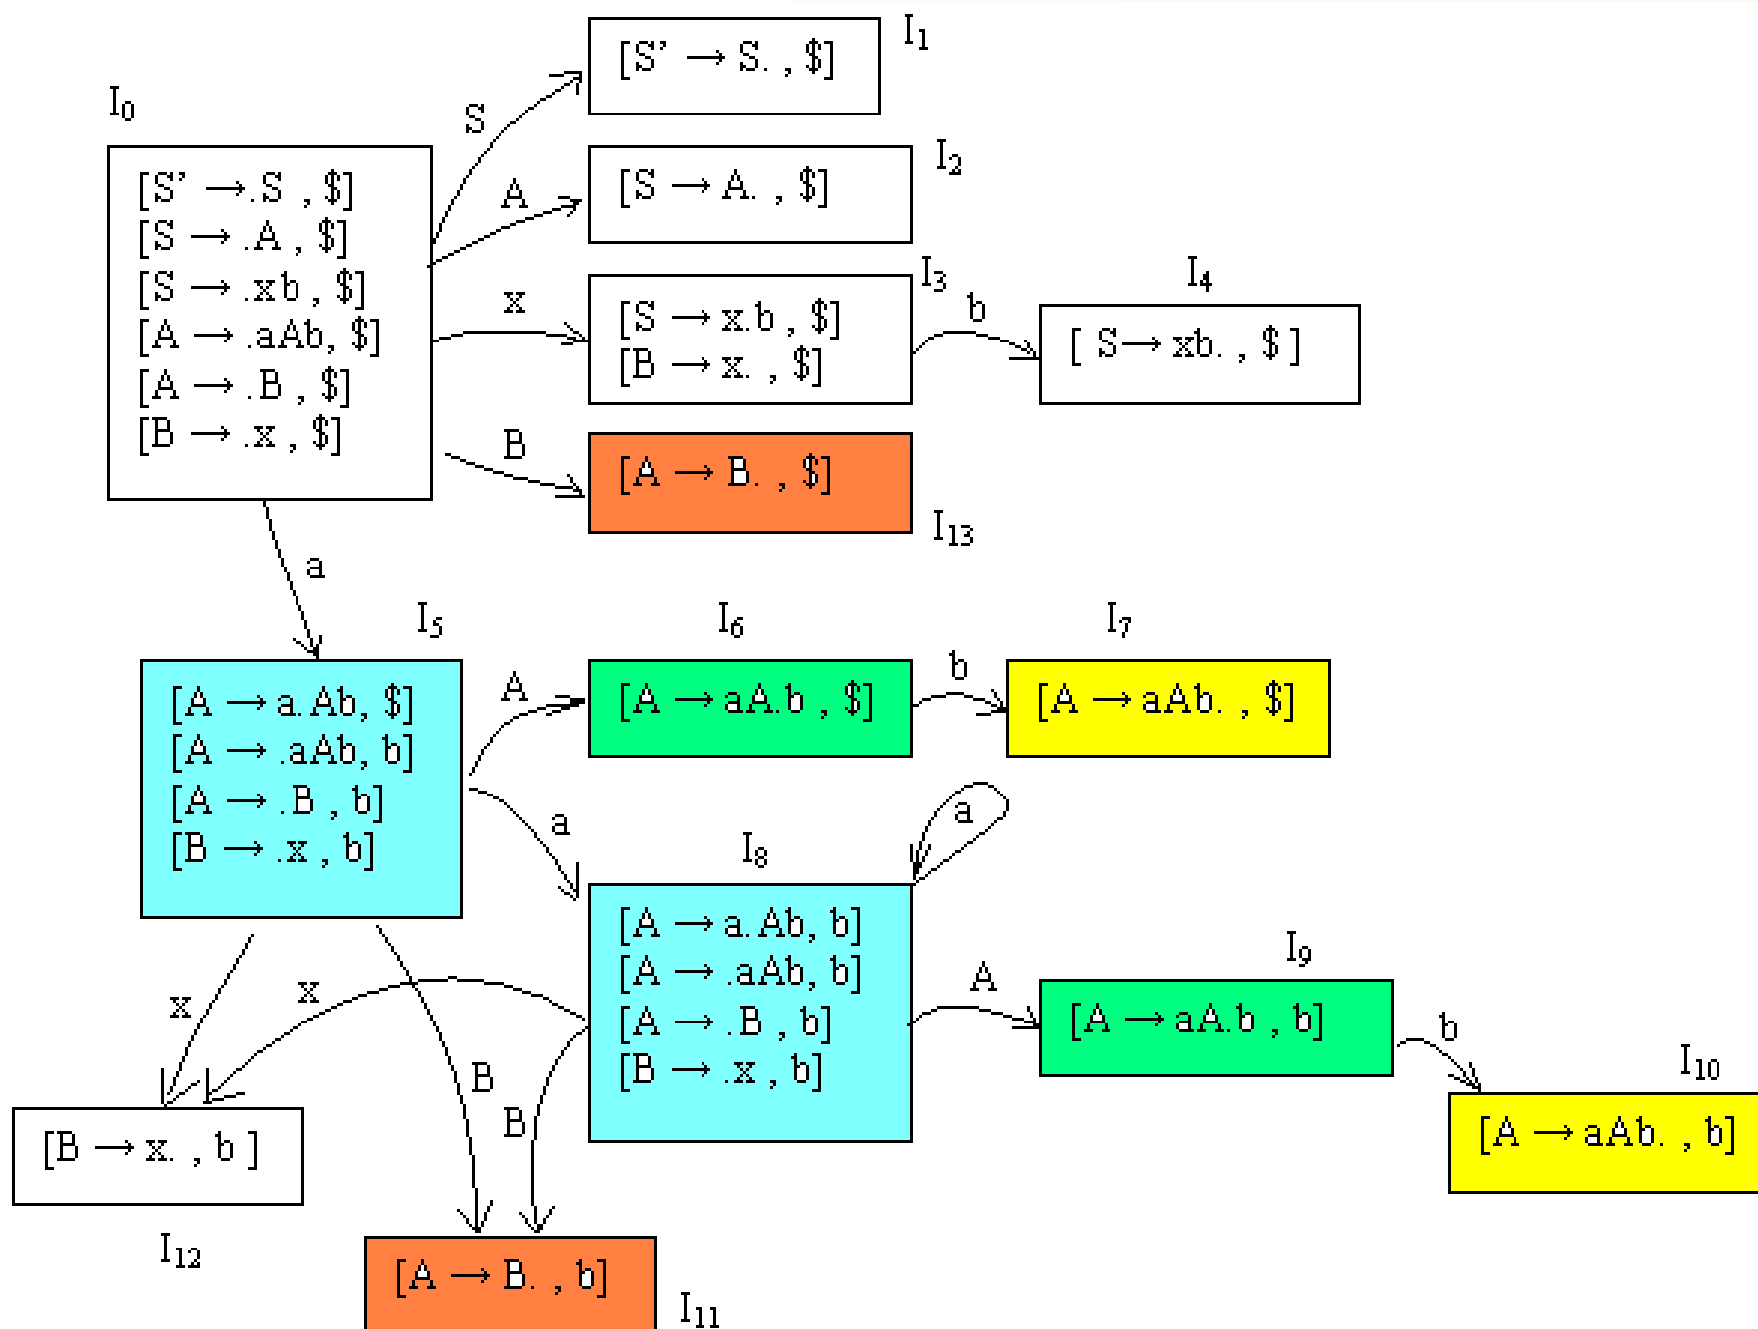 I₀
[S’ → .S , $]
[S → .A , $]
[S → .xb , $]
[A → .aAb, $]
[A → .B , $]
[B → .x , $]
S
[S’ → S. , $]
I₁
A
[S → A. , $]
I₂
x
[S → x.b , $]
[B → x. , $]
I₃
b
I₄
[ S→ xb. , $ ]
B
[A → B. , $]
I₁₃
a
I₅
[A → a.Ab, $]
[A → .aAb, b]
[A → .B , b]
[B → .x , b]
A
I₆
[A → aA.b , $]
b
I₇
[A → aAb. , $]
a
a
I₈
[A → a.Ab, b]
[A → .aAb, b]
[A → .B , b]
[B → .x , b]
A
I₉
[A → aA.b , b]
b
I₁₀
[A → aAb. , b]
x
x
B
B
[B → x. , b ]
I₁₂
[A → B. , b]
I₁₁